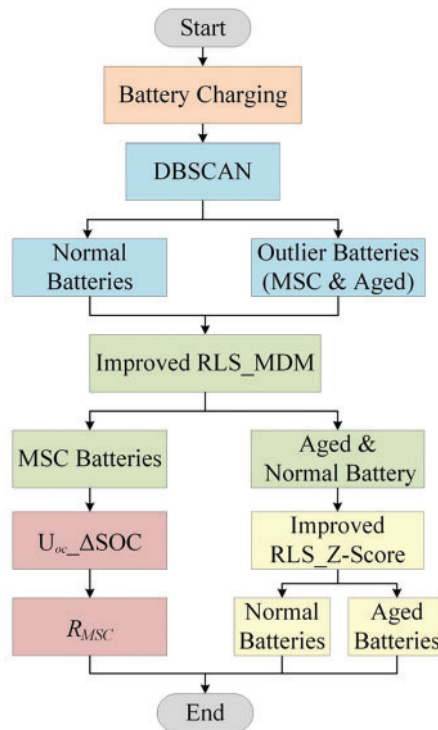 Start
Battery Charging
DBSCAN
Normal
Batteries
Outlier Batteries
(MSC & Aged)
Improved RLS_MDM
MSC Batteries
Aged &
Normal Battery
Uoc_ΔSOC
Improved
RLS_Z-Score
RMSC
Normal
Batteries
Aged
Batteries
End